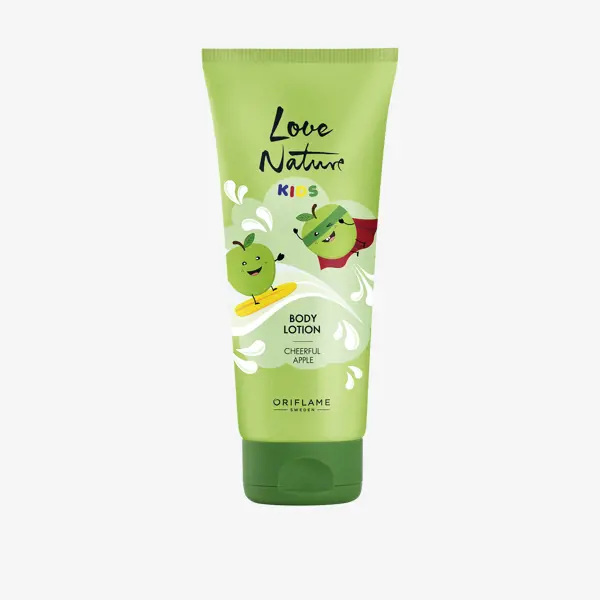 Love
Nature
KIDS
BODY
LOTION
CHEERFUL
APPLE
ORIFLAME
SWEDEN